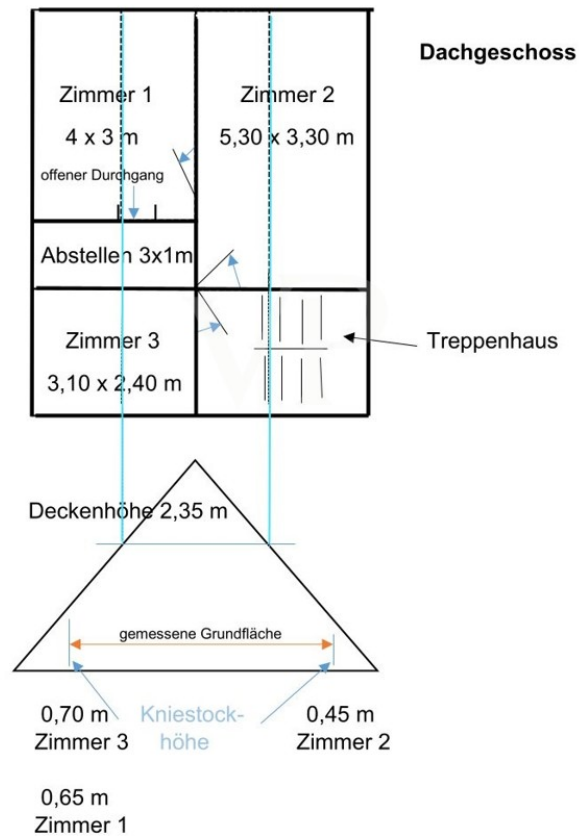 Dachgeschoss
Zimmer 1
4 x 3 m
offener Durchgang
Zimmer 2
5,30 x 3,30 m
Abstellen 3x1m
Zimmer 3
3,10 x 2,40 m
Treppenhaus
Deckenhöhe 2,35 m
gemessene Grundfläche
0,70 m
Zimmer 3
Kniestock-
höhe
0,45 m
Zimmer 2
0,65 m
Zimmer 1